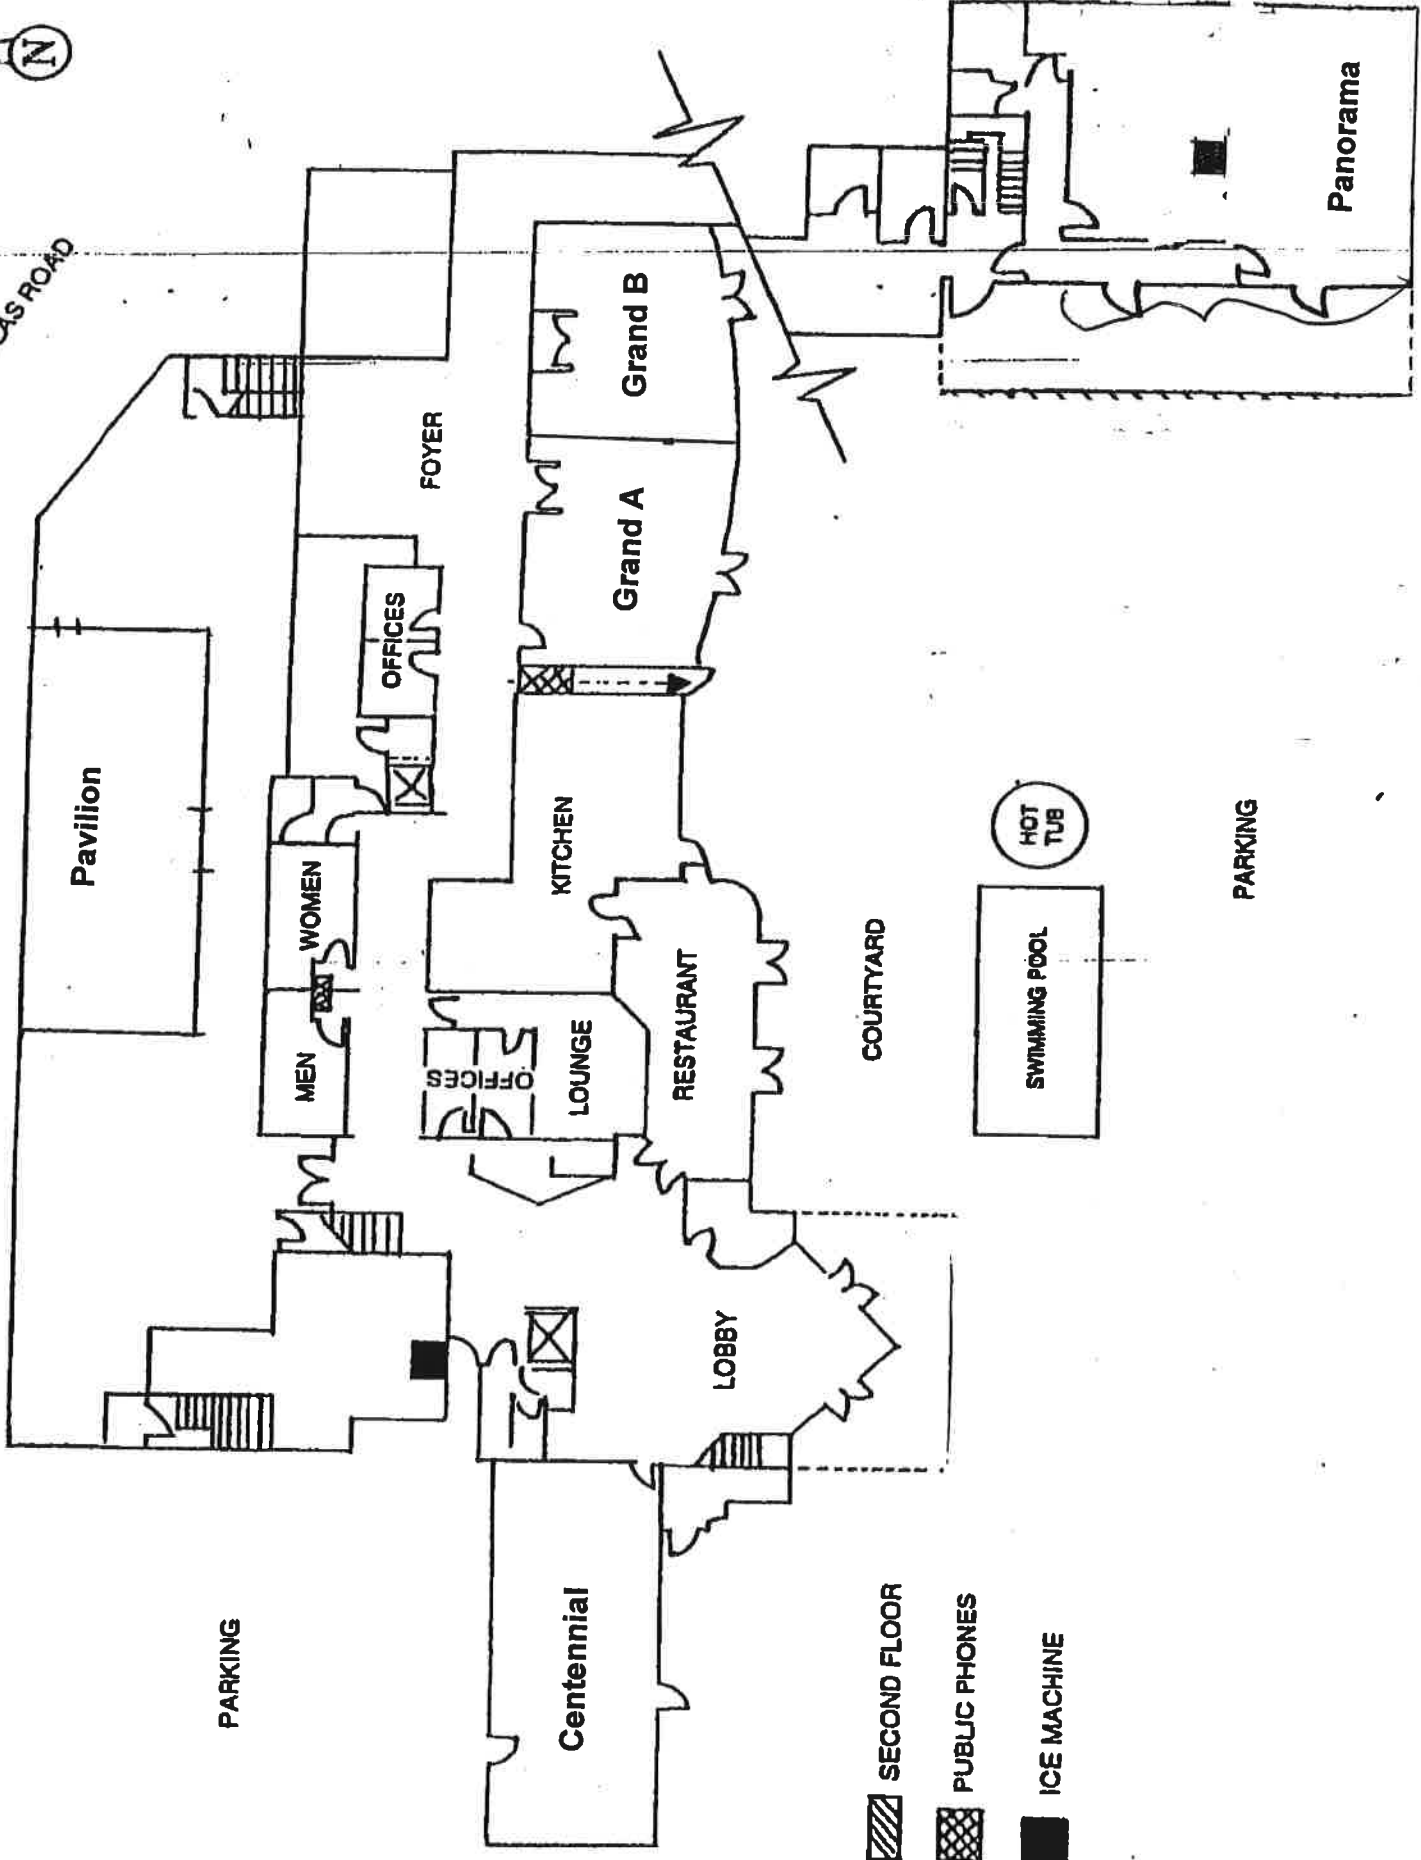 N
AS ROAD
Pavilion
FOYER
OFFICES
WOMEN
MEN
Grand B
Grand A
KITCHEN
OFFICES
LOUNGE
RESTAURANT
LOBBY
Centennial
Panorama
COURTYARD
HOT
TUB
SWIMMING POOL
PARKING
PARKING
SECOND FLOOR
PUBLIC PHONES
ICE MACHINE